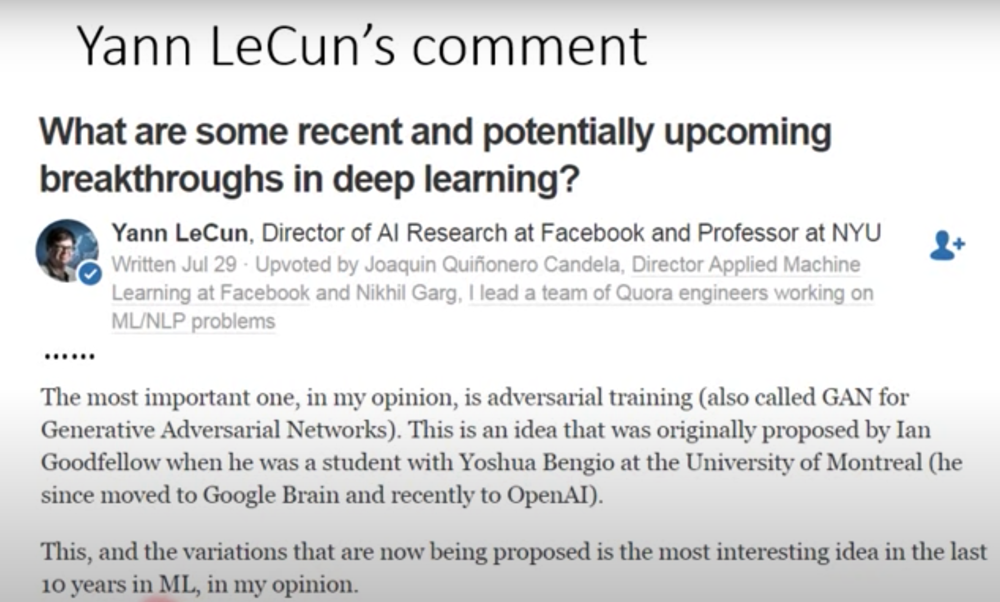 Yann LeCun’s comment
What are some recent and potentially upcoming
breakthroughs in deep learning?
Yann LeCun, Director of AI Research at Facebook and Professor at NYU
Written Jul 29 · Upvoted by Joaquin Quiñonero Candela, Director Applied Machine
Learning at Facebook and Nikhil Garg, I lead a team of Quora engineers working on
ML/NLP problems
......
The most important one, in my opinion, is adversarial training (also called GAN for
Generative Adversarial Networks). This is an idea that was originally proposed by Ian
Goodfellow when he was a student with Yoshua Bengio at the University of Montreal (he
since moved to Google Brain and recently to OpenAI).
This, and the variations that are now being proposed is the most interesting idea in the last
10 years in ML, in my opinion.